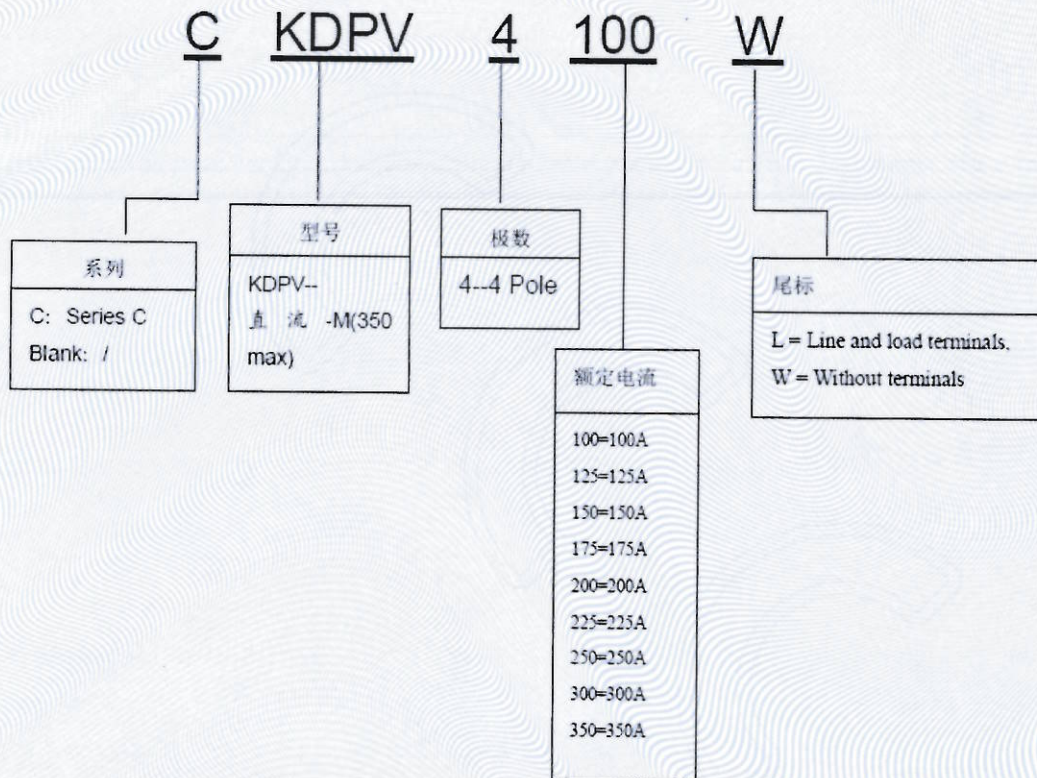 C KDPV 4 100 W
系列
C: Series C
Blank: /
型号
KDPV--
直 流 -M(350
max)
极数
4--4 Pole
额定电流
100=100A
125=125A
150=150A
175=175A
200=200A
225=225A
250=250A
300=300A
350=350A
尾标
L = Line and load terminals,
W = Without terminals